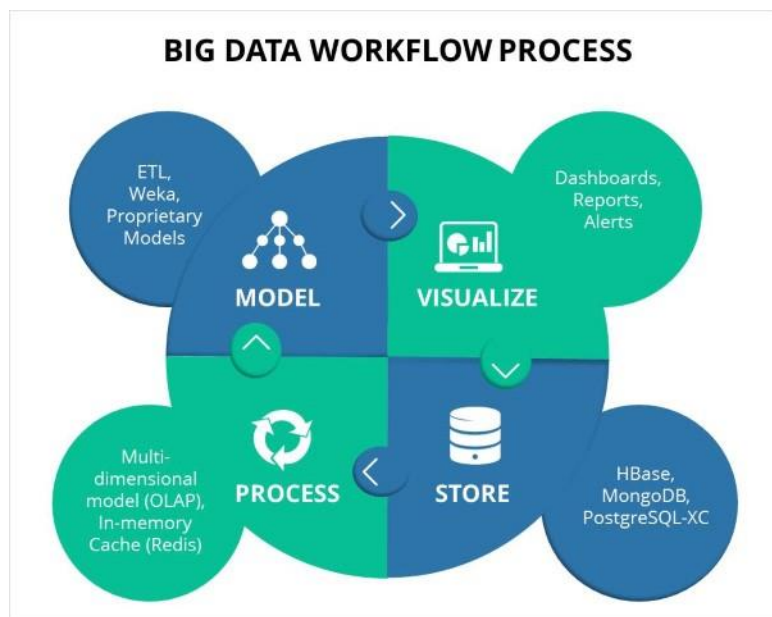 BIG DATA WORKFLOW PROCESS
ETL,
Weka,
Proprietary
Models
MODEL
Dashboards,
Reports,
Alerts
VISUALIZE
Multi-
dimensional
model (OLAP),
In-memory
Cache (Redis)
PROCESS
STORE
HBase,
MongoDB,
PostgreSQL-XC